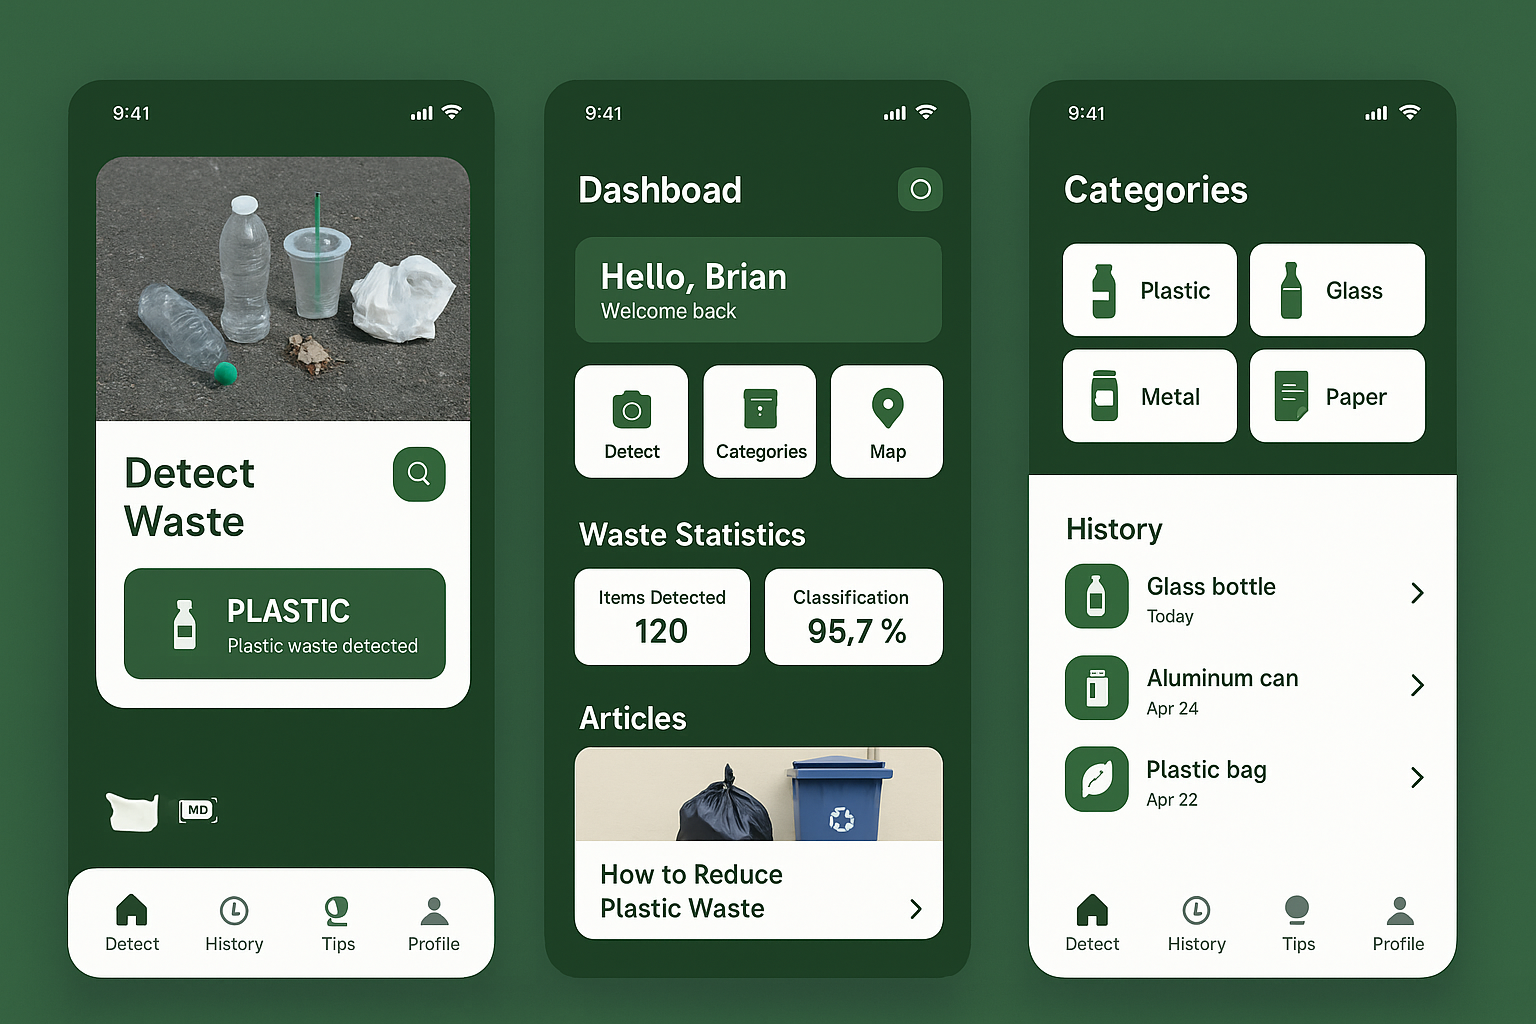 9:41
Detect
Waste
PLASTIC
Plastic waste detected
MD
Detect
History
Tips
Profile
9:41
Dashboad
Hello, Brian
Welcome back
Detect
Categories
Map
Waste Statistics
Items Detected
120
Classification
95,7 %
Articles
How to Reduce
Plastic Waste
9:41
Categories
Plastic
Glass
Metal
Paper
History
Glass bottle
Today
Aluminum can
Apr 24
Plastic bag
Apr 22
Detect
History
Tips
Profile